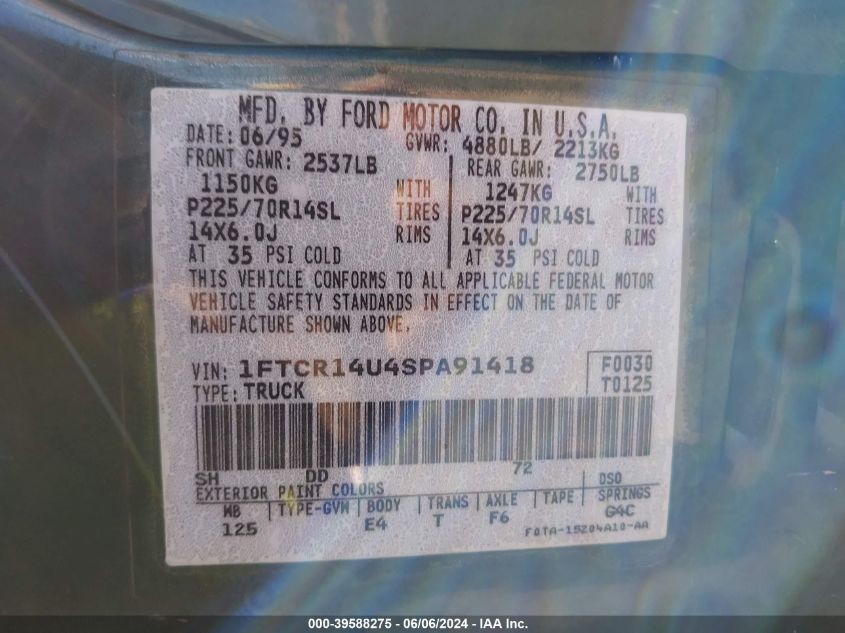 MFD. BY FORD MOTOR CO. IN U.S.A.
DATE: 06/95 GVWR: 4880LB/ 2213KG
FRONT GAWR: 2537LB REAR GAWR: 2750LB
1150KG WITH 1247KG WITH
P225/70R14SL TIRES P225/70R14SL TIRES
14X6.0J RIMS 14X6.0J RIMS
AT 35 PSI COLD AT 35 PSI COLD
THIS VEHICLE CONFORMS TO ALL APPLICABLE FEDERAL MOTOR
VEHICLE SAFETY STANDARDS IN EFFECT ON THE DATE OF
MANUFACTURE SHOWN ABOVE.
VIN: 1FTCR14U4SPA91418 F0030
TYPE: TRUCK T0125
SH DD 72 DSO
EXTERIOR PAINT COLORS
WB | TYPE-GVW | BODY | TRANS | AXLE | TAPE | SPRINGS
125 E4 T F6 G4C
F0TA-15204A10-AA
000-39588275 - 06/06/2024 - IAA Inc.